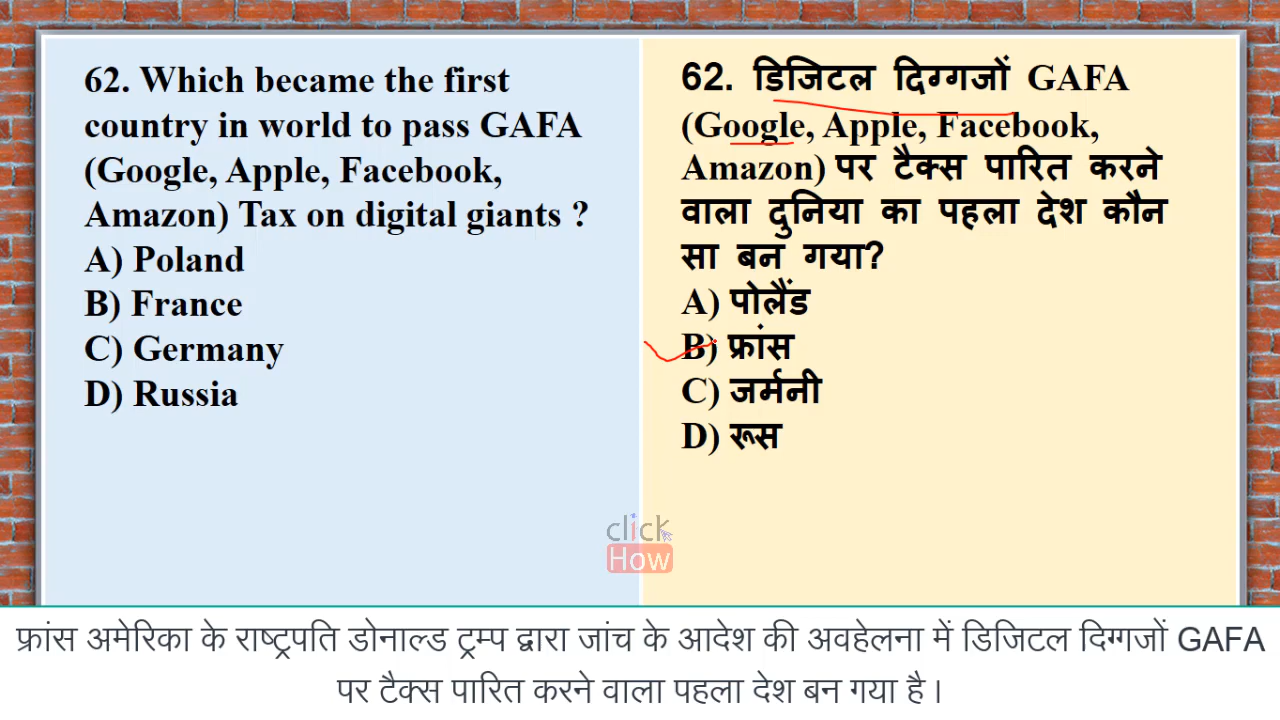 62. Which became the first
country in world to pass GAFA
(Google, Apple, Facebook,
Amazon) Tax on digital giants ?
A) Poland
B) France
C) Germany
D) Russia
62. डिजिटल दिग्गजों GAFA
(Google, Apple, Facebook,
Amazon) पर टैक्स पारित करने
वाला दुनिया का पहला देश कौन
सा बन गया?
A) पोलैंड
B) फ्रांस
C) जर्मनी
D) रूस
click
How
फ्रांस अमेरिका के राष्ट्रपति डोनाल्ड ट्रम्प द्वारा जांच के आदेश की अवहेलना में डिजिटल दिग्गजों GAFA
पर टैक्स पारित करने वाला पहला देश बन गया है ।